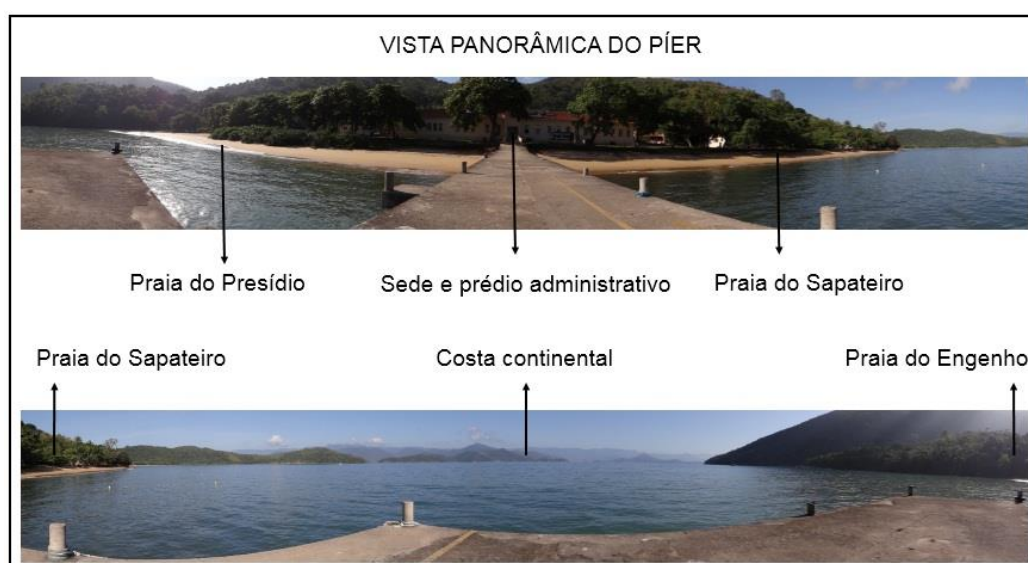 VISTA PANORÂMICA DO PÍER
Praia do Presídio
Sede e prédio administrativo
Praia do Sapateiro
Praia do Sapateiro
Costa continental
Praia do Engenho